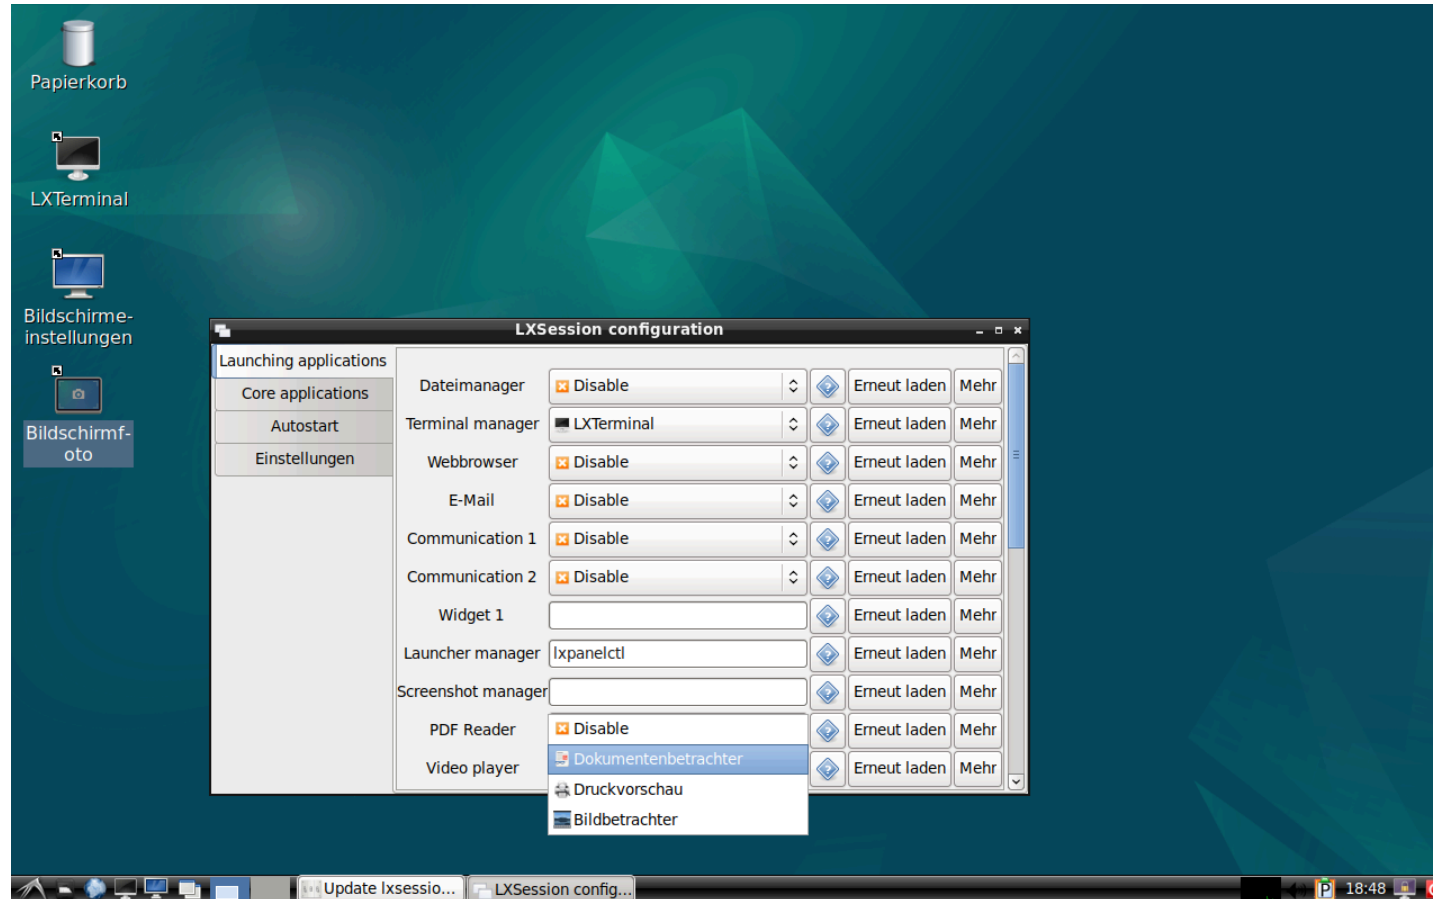 Papierkorb
LXTerminal
Bildschirme-
instellungen
Bildschirmf-
oto
LXSession configuration
Launching applications
Core applications
Autostart
Einstellungen
Dateimanager Disable Erneut laden Mehr
Terminal manager LXTerminal Erneut laden Mehr
Webbrowser Disable Erneut laden Mehr
E-Mail Disable Erneut laden Mehr
Communication 1 Disable Erneut laden Mehr
Communication 2 Disable Erneut laden Mehr
Widget 1 Erneut laden Mehr
Launcher manager lxpanelctl Erneut laden Mehr
Screenshot manager Erneut laden Mehr
PDF Reader Disable Erneut laden Mehr
Dokumentenbetrachter
Video player Erneut laden Mehr
Druckvorschau
Bildbetrachter
Update lxsessio... LXSession config... P 18:48